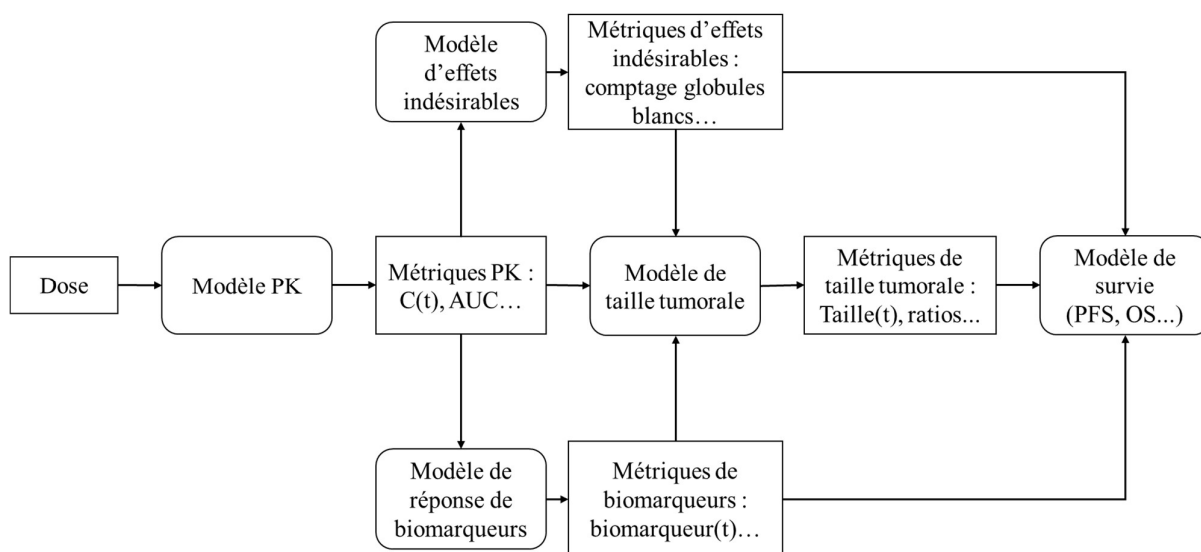 Modèle
d'effets
indésirables
Métriques d'effets
indésirables :
comptage globules
blancs…
Dose
Modèle PK
Métriques PK :
C(t), AUC…
Modèle de
taille tumorale
Métriques de
taille tumorale :
Taille(t), ratios...
Modèle de
survie
(PFS, OS...)
Modèle de
réponse de
biomarqueurs
Métriques de
biomarqueurs :
biomarqueur(t)…